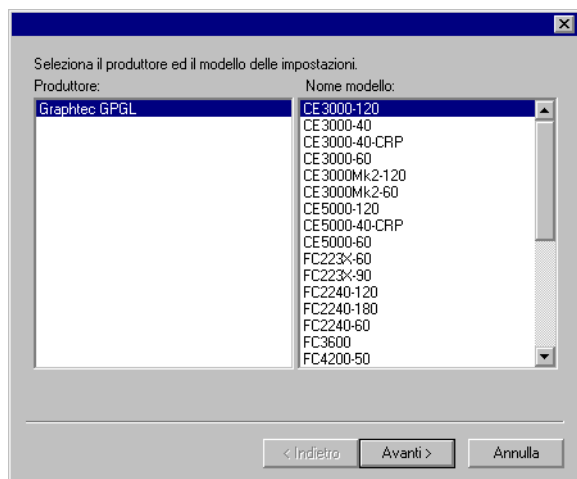 Seleziona il produttore ed il modello delle impostazioni.
Produttore:
Nome modello:
Graphtec GPGL
CE3000-120
CE3000-40
CE3000-40-CRP
CE3000-60
CE3000Mk2-120
CE3000Mk2-60
CE5000-120
CE5000-40-CRP
CE5000-60
FC223X-60
FC223X-90
FC2240-120
FC2240-180
FC2240-60
FC3600
FC4200-50
< Indietro
Avanti >
Annulla